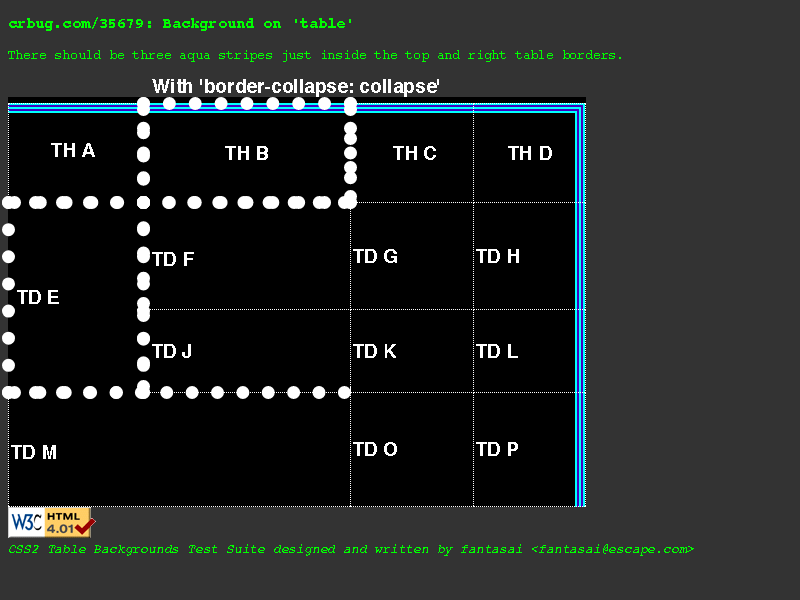 crbug.com/35679: Background on 'table'
There should be three aqua stripes just inside the top and right table borders.
With 'border-collapse: collapse'
TH A TH B TH C TH D
TD E TD F TD G TD H
TD J TD K TD L
TD M TD O TD P
W3C HTML 4.01
CSS2 Table Backgrounds Test Suite designed and written by fantasai <fantasai@escape.com>